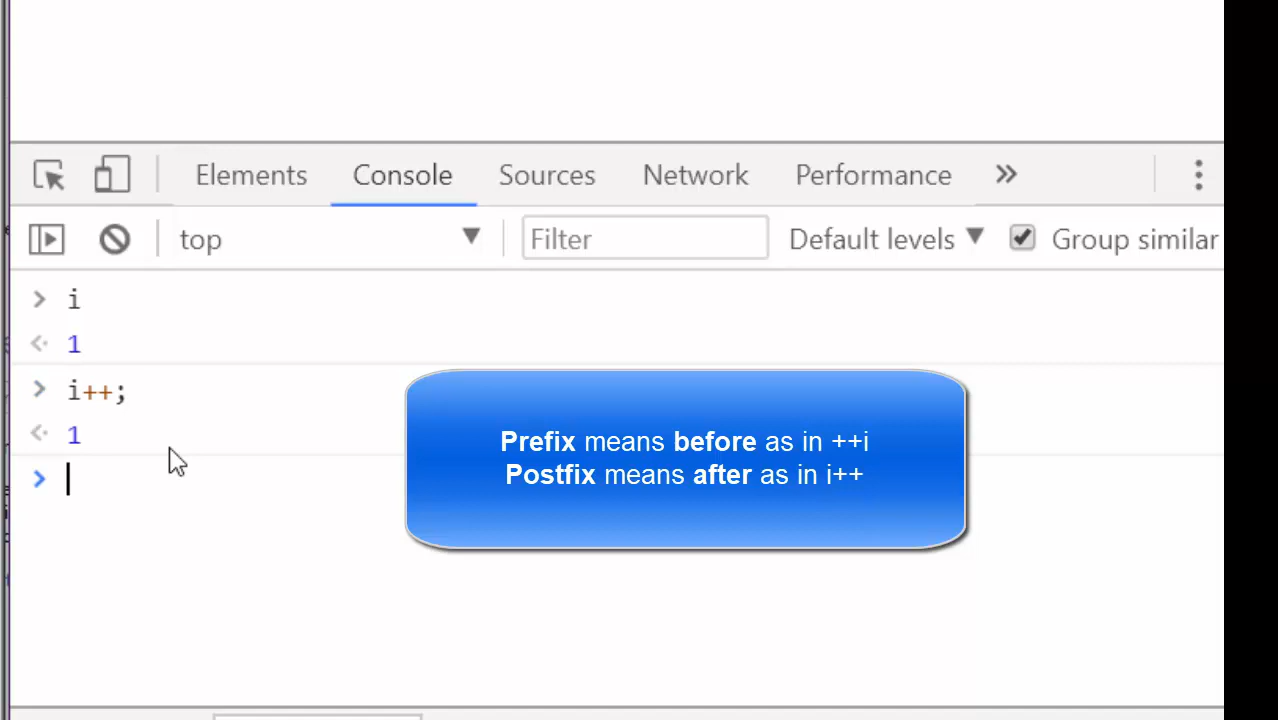 Elements Console Sources Network Performance »
top ▼ Filter Default levels ▼ Group similar
> i
1
> i++;
1
>
Prefix means before as in ++i
Postfix means after as in i++